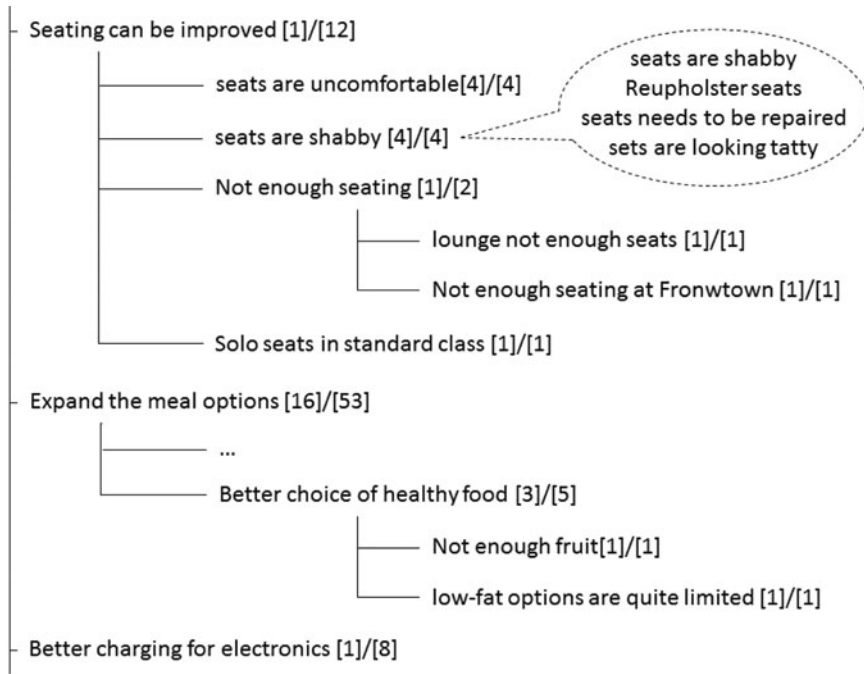 Seating can be improved [1]/[12]
seats are uncomfortable[4]/[4]
seats are shabby [4]/[4]
seats are shabby
Reupholster seats
seats needs to be repaired
sets are looking tatty
Not enough seating [1]/[2]
lounge not enough seats [1]/[1]
Not enough seating at Fronwtown [1]/[1]
Solo seats in standard class [1]/[1]
Expand the meal options [16]/[53]
...
Better choice of healthy food [3]/[5]
Not enough fruit[1]/[1]
low-fat options are quite limited [1]/[1]
Better charging for electronics [1]/[8]